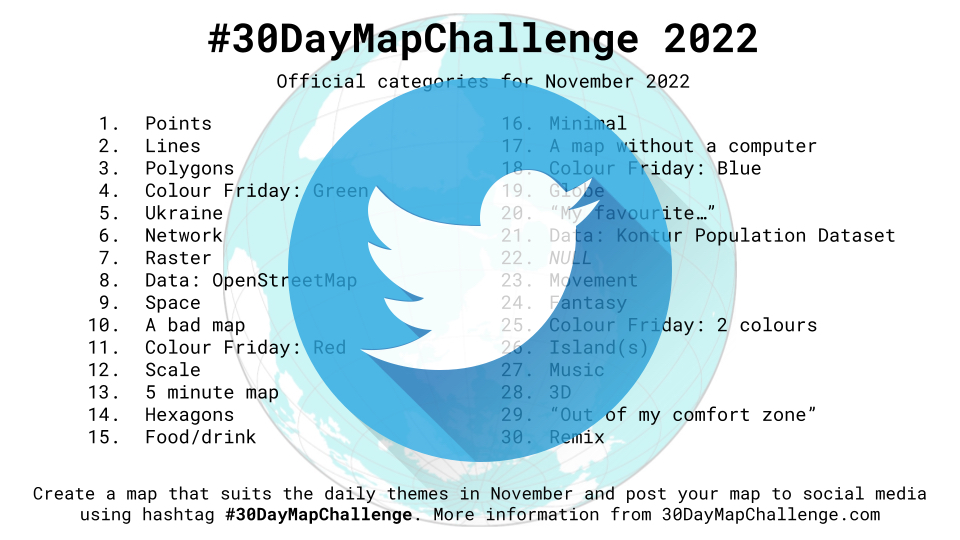 #30DayMapChallenge 2022
Official categories for November 2022
1. Points
2. Lines
3. Polygons
4. Colour Friday: Green
5. Ukraine
6. Network
7. Raster
8. Data: OpenStreetMap
9. Space
10. A bad map
11. Colour Friday: Red
12. Scale
13. 5 minute map
14. Hexagons
15. Food/drink
16. Minimal
17. A map without a computer
18. Colour Friday: Blue
19. Globe
20. “My favourite…”
21. Data: Kontur Population Dataset
22. NULL
23. Movement
24. Fantasy
25. Colour Friday: 2 colours
26. Island(s)
27. Music
28. 3D
29. “Out of my comfort zone”
30. Remix
Create a map that suits the daily themes in November and post your map to social media
using hashtag #30DayMapChallenge. More information from 30DayMapChallenge.com